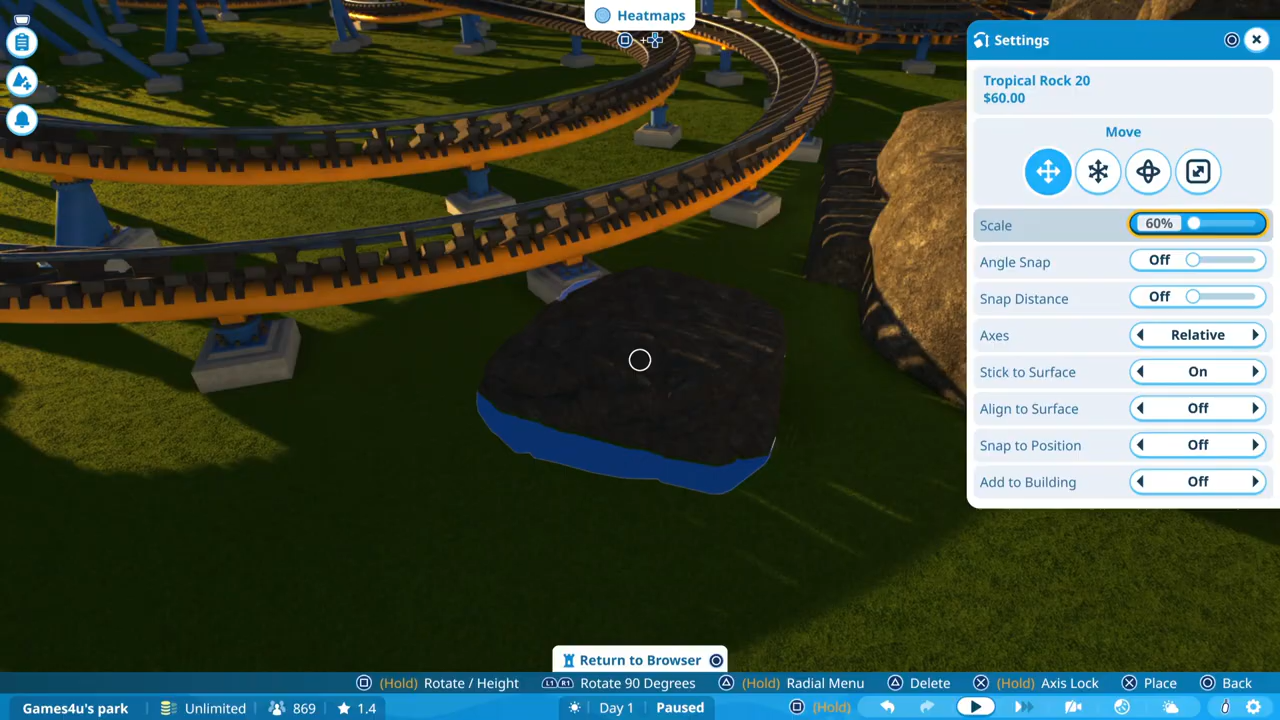 Heatmaps
+
Settings
Tropical Rock 20
$60.00
Move
Scale 60%
Angle Snap Off
Snap Distance Off
Axes Relative
Stick to Surface On
Align to Surface Off
Snap to Position Off
Add to Building Off
Return to Browser
(Hold) Rotate / Height L1 R1 Rotate 90 Degrees (Hold) Radial Menu Delete (Hold) Axis Lock Place Back
Games4u's park Unlimited 869 1.4 Day 1 Paused (Hold)